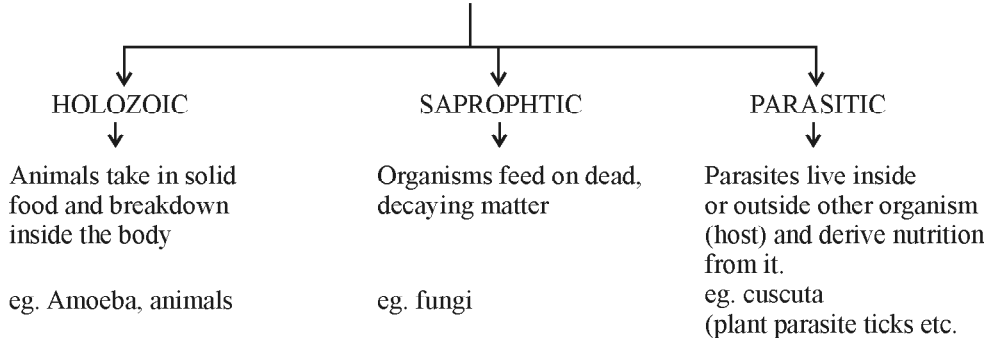 HOLOZOIC
SAPROPHTIC
PARASITIC
Animals take in solid
food and breakdown
inside the body
eg. Amoeba, animals
Organisms feed on dead,
decaying matter
eg. fungi
Parasites live inside
or outside other organism
(host) and derive nutrition
from it.
eg. cuscuta
(plant parasite ticks etc.